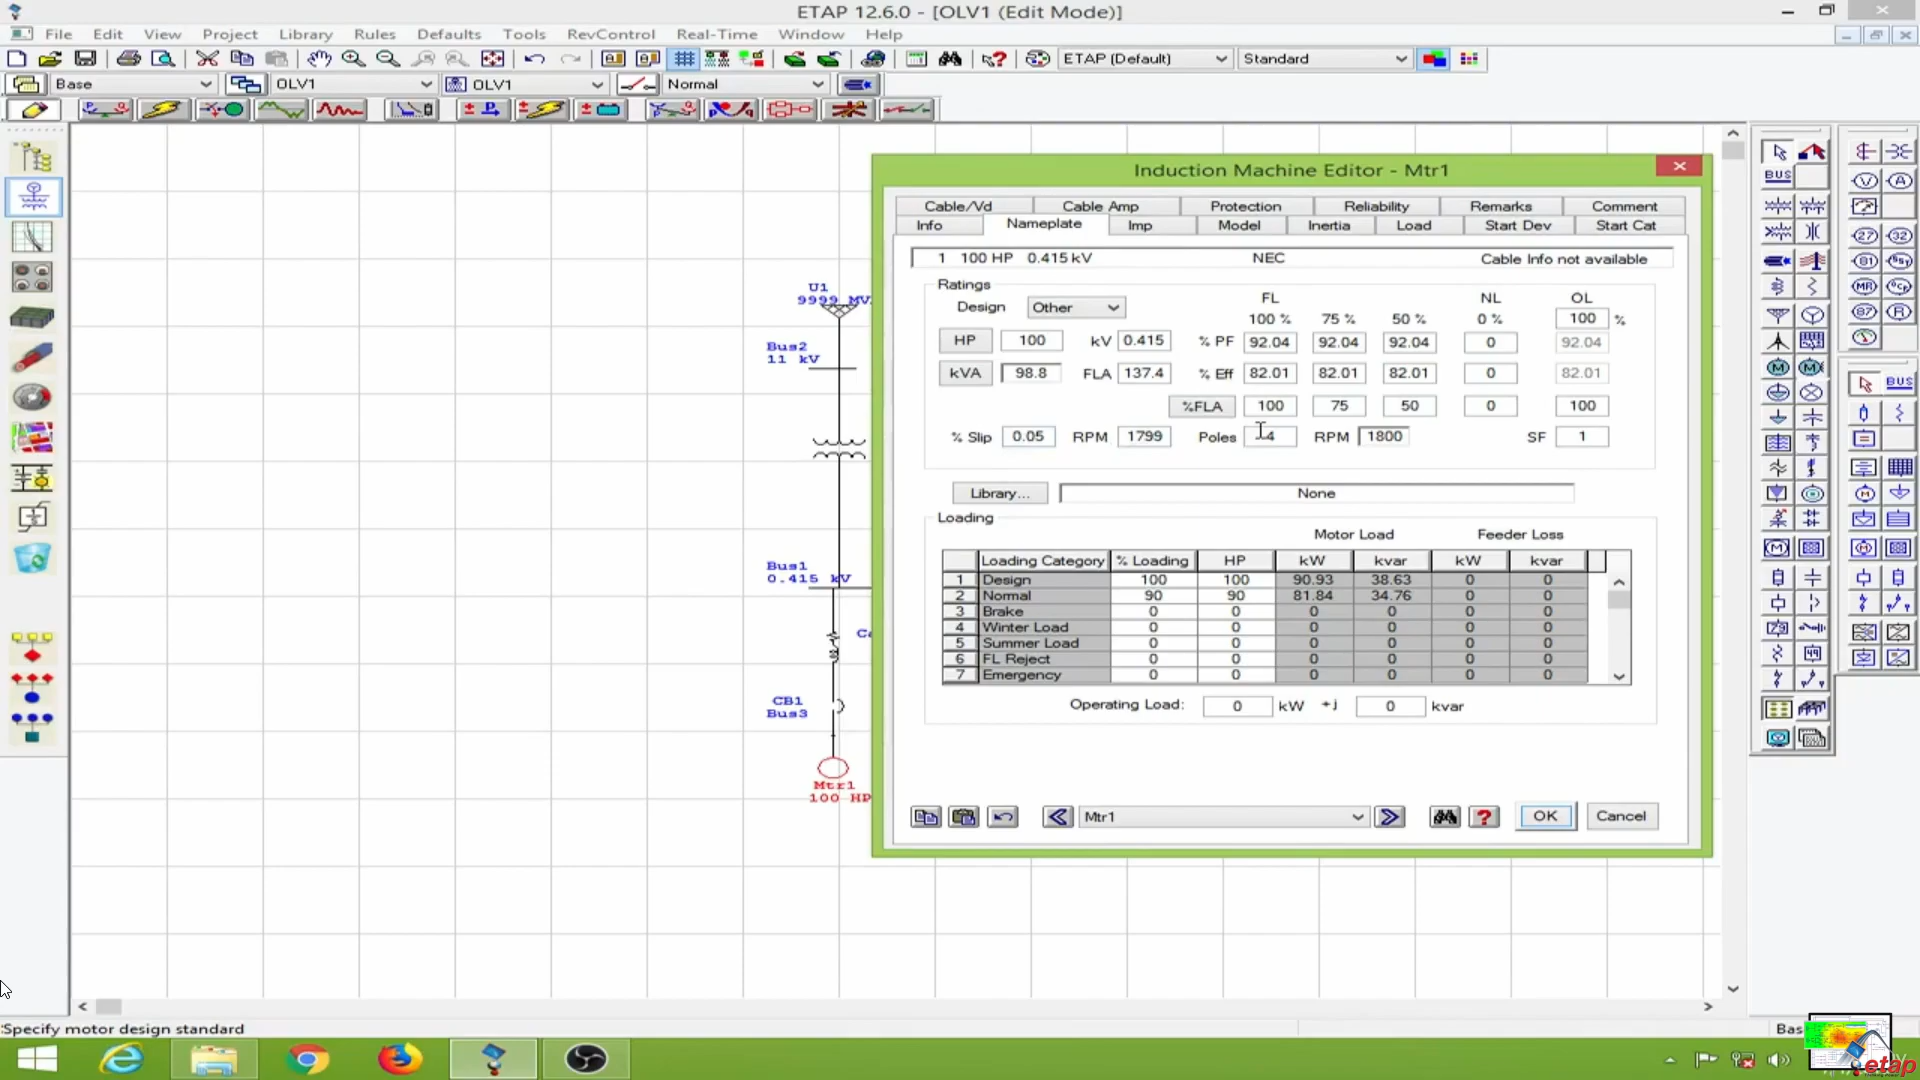 ETAP 12.6.0 - [OLV1 (Edit Mode)]
File Edit View Project Library Rules Defaults Tools RevControl Real-Time Window Help
ETAP (Default) Standard
Base OLV1 OLV1 Normal
Induction Machine Editor - Mtr1
Cable/Vd Cable Amp Protection Reliability Remarks Comment
Info Nameplate Imp Model Inertia Load Start Dev Start Cat
1 100 HP 0.415 kV NEC Cable Info not available
Ratings
Design Other FL NL OL
100 % 75 % 50 % 0 % 100 %
HP 100 kV 0.415 % PF 92.04 92.04 92.04 0 92.04
kVA 98.8 FLA 137.4 % Eff 82.01 82.01 82.01 0 82.01
%FLA 100 75 50 0 100
% Slip 0.05 RPM 1799 Poles 4 RPM 1800 SF 1
Library... None
Loading
Motor Load Feeder Loss
Loading Category % Loading HP kW kvar kW kvar
1 Design 100 100 90.93 38.63 0 0
2 Normal 90 90 81.84 34.76 0 0
3 Brake 0 0 0 0 0 0
4 Winter Load 0 0 0 0 0 0
5 Summer Load 0 0 0 0 0 0
6 FL Reject 0 0 0 0 0 0
7 Emergency 0 0 0 0 0 0
Operating Load: 0 kW +j 0 kvar
Mtr1 OK Cancel
U1
9999 MV
Bus2
11 kV
Bus1
0.415 kV
Ca
CB1
Bus3
Mtr1
100 HP
BUS
BUS
Specify motor design standard
Bas
etap